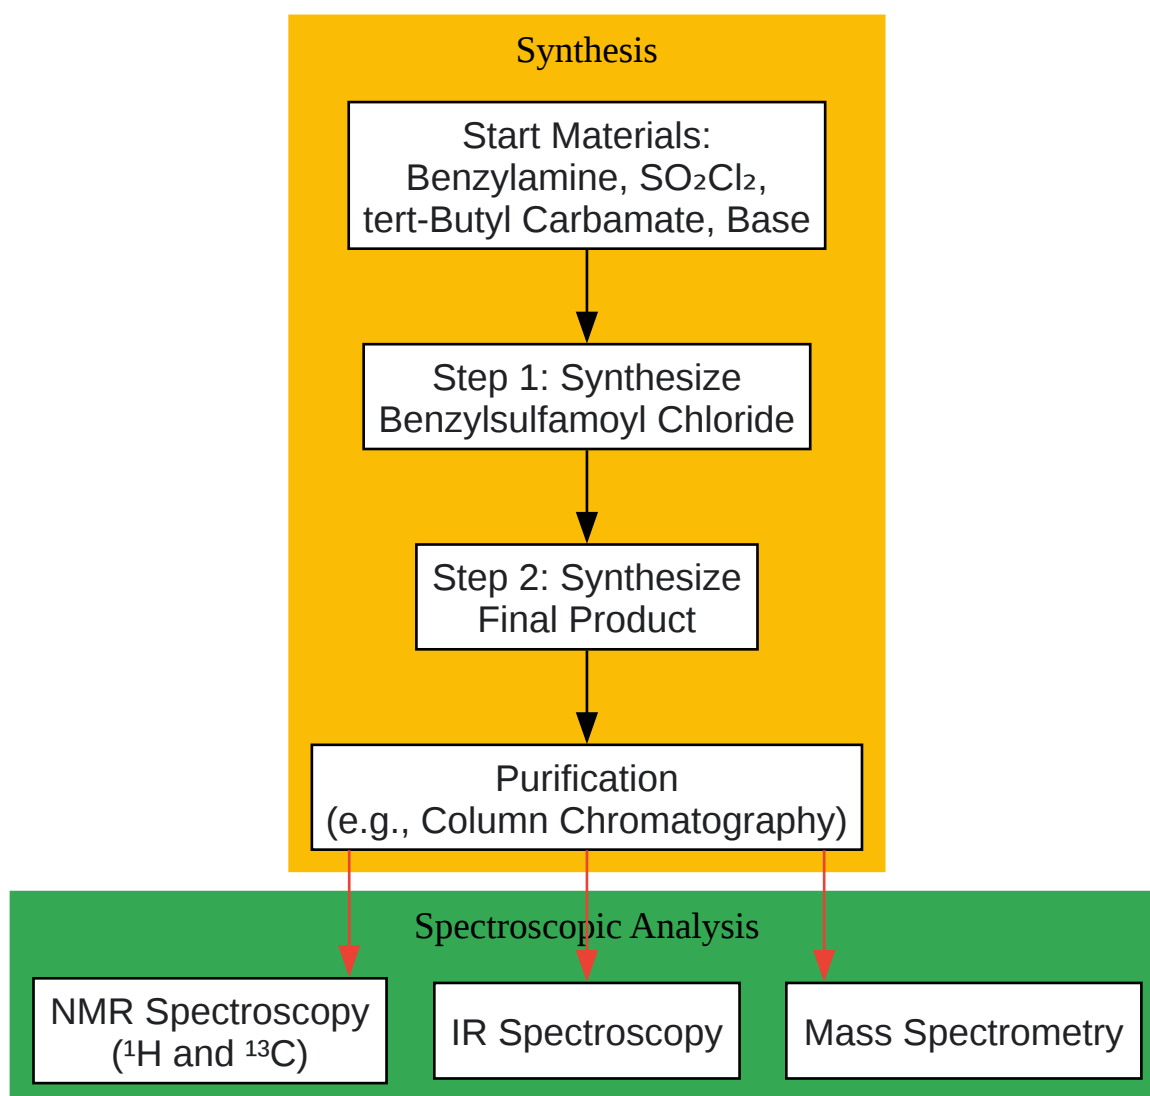 Synthesis
Start Materials:
Benzylamine, SO₂Cl₂,
tert-Butyl Carbamate, Base
Step 1: Synthesize
Benzylsulfamoyl Chloride
Step 2: Synthesize
Final Product
Purification
(e.g., Column Chromatography)
Spectroscopic Analysis
NMR Spectroscopy
(¹H and ¹³C)
IR Spectroscopy
Mass Spectrometry